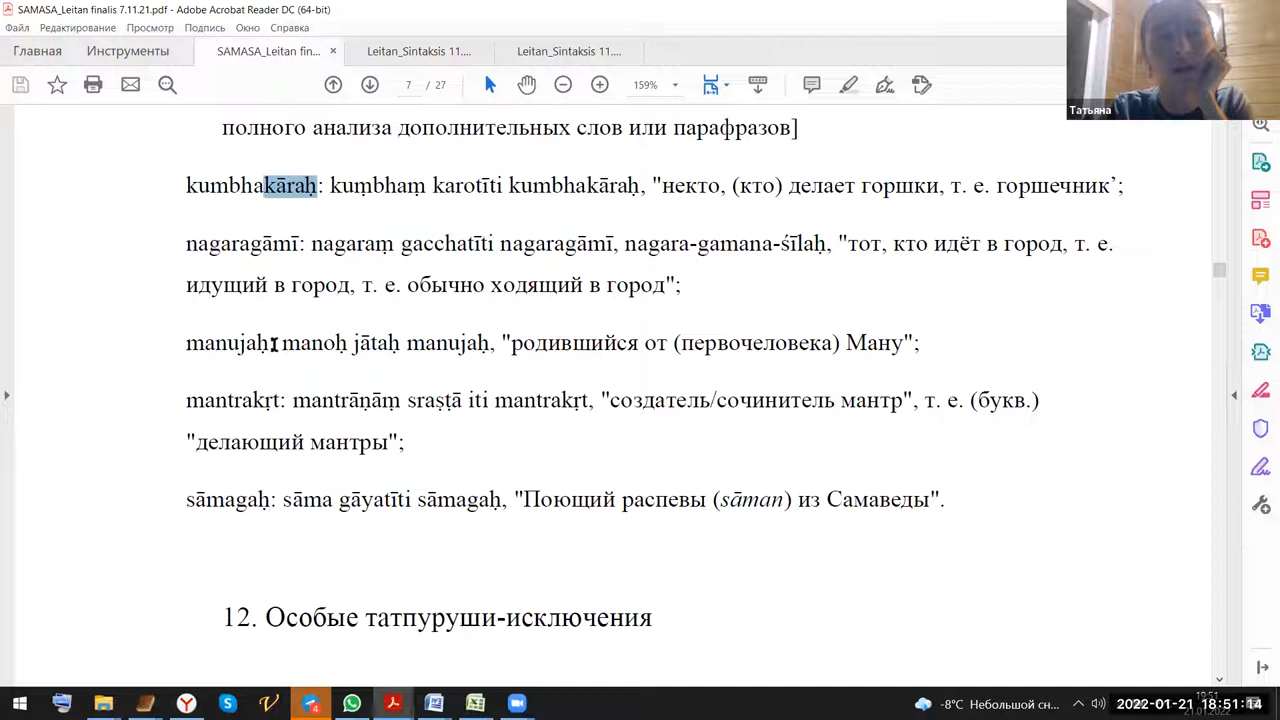 SAMASA_Leitan finalis 7.11.21.pdf - Adobe Acrobat Reader DC (64-bit)
Файл Редактирование Просмотр Подпись Окно Справка
Главная Инструменты SAMASA_Leitan fin... × Leitan_Sintaksis 11.... Leitan_Sintaksis 11....
7 / 27 159%
Татьяна
полного анализа дополнительных слов или парафразов]
kumbhakāraḥ: kuṃbhaṃ karotīti kumbhakāraḥ, "некто, (кто) делает горшки, т. е. горшечник’;
nagaragāmī: nagaraṃ gacchatīti nagaragāmī, nagara-gamana-śīlaḥ, "тот, кто идёт в город, т. е.
идущий в город, т. е. обычно ходящий в город";
manujaḥ: manoḥ jātaḥ manujaḥ, "родившийся от (первочеловека) Ману";
mantrakṛt: mantrāṇāṃ sraṣṭā iti mantrakṛt, "создатель/сочинитель мантр", т. е. (букв.)
"делающий мантры";
sāmagaḥ: sāma gāyatīti sāmagaḥ, "Поющий распевы (sāman) из Самаведы".
12. Особые татпуруши-исключения
4
-8°C Небольшой сн...
2022-01-21 18:51:14